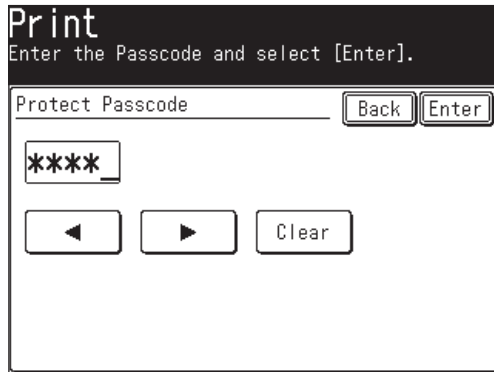 Print
Enter the Passcode and select [Enter].
Protect Passcode
Back Enter
****_
◄ ► Clear